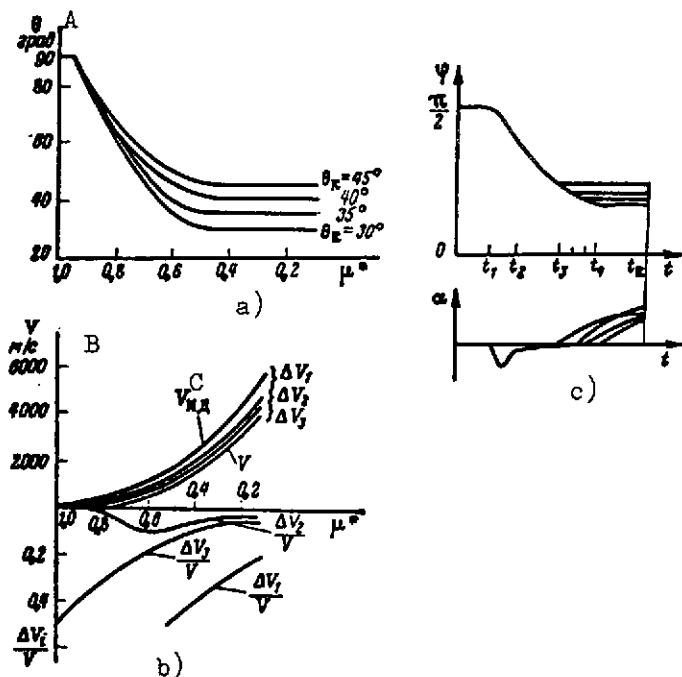 A
θ
град
90
80
60
40
20
θк=45°
40°
35°
θк=30°
1,0 0,8 0,6 0,4 0,2 μ*
a)
B
V
м/с
6000
4000
2000
0
C
Vид
ΔV₁
ΔV₂
ΔV₃
V
0,4 0,2
1,0 0,8 0,6 μ*
ΔV₂
V
0,2
ΔV₃
V
ΔV₁
V
0,4
ΔVi
V
b)
φ
π
2
0
t₁ t₂ t₃ t₄ tк t
α
t
c)